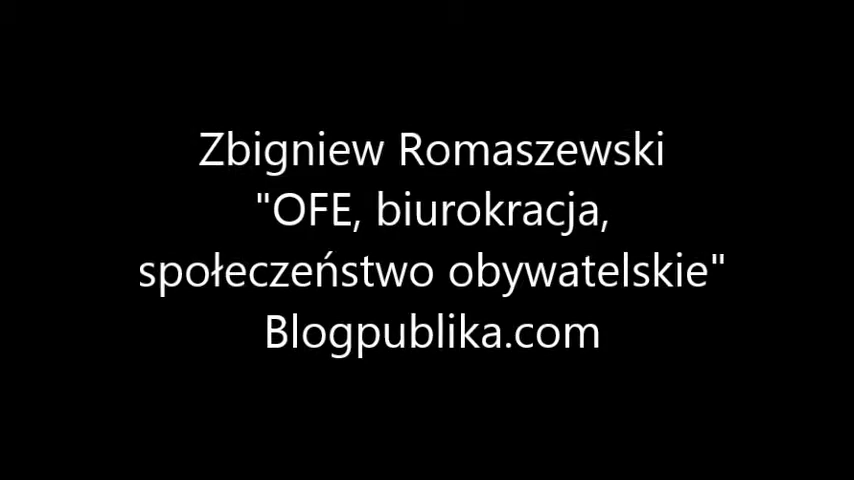 Zbigniew Romaszewski
"OFE, biurokracja,
społeczeństwo obywatelskie"
Blogpublika.com